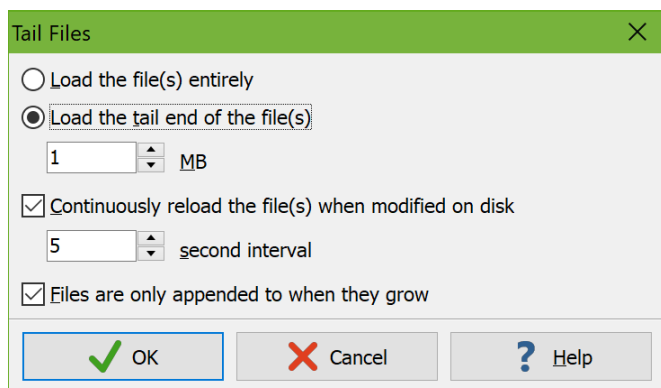 Tail Files
Load the file(s) entirely
Load the tail end of the file(s)
1 MB
Continuously reload the file(s) when modified on disk
5 second interval
Files are only appended to when they grow
OK Cancel ? Help